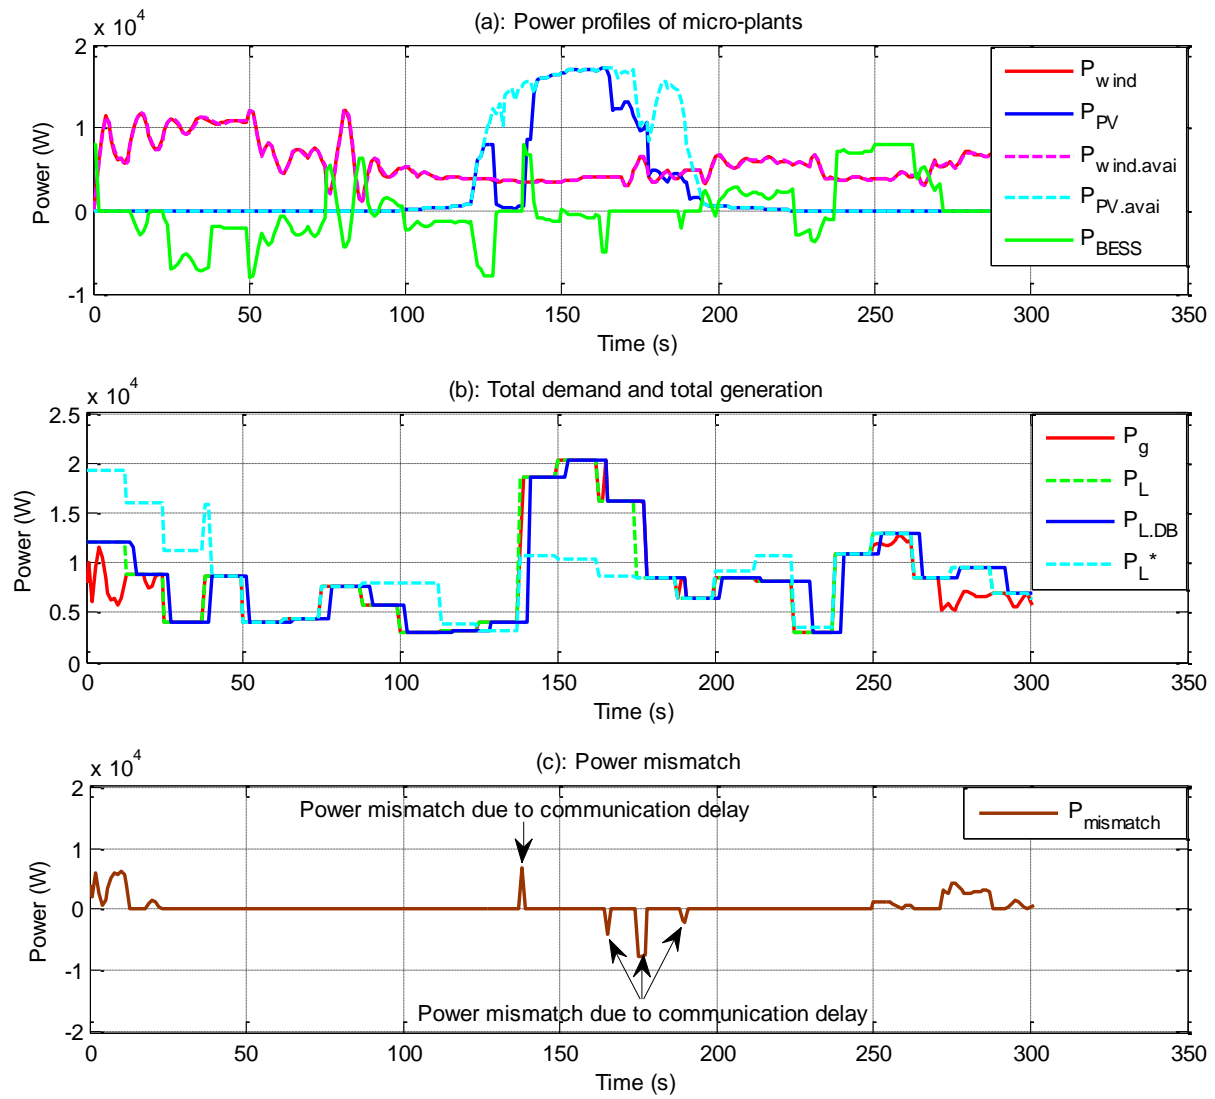 (a): Power profiles of micro-plants
x 10^4
2
1
0
-1
Power (W)
0 50 100 150 200 250 300 350
Time (s)
P_wind
P_PV
P_wind.avai
P_PV.avai
P_BESS
(b): Total demand and total generation
x 10^4
2.5
2
1.5
1
0.5
0
Power (W)
0 50 100 150 200 250 300 350
Time (s)
P_g
P_L
P_L.DB
P_L*
(c): Power mismatch
x 10^4
2
1
0
-1
-2
Power (W)
Power mismatch due to communication delay
P_mismatch
Power mismatch due to communication delay
0 50 100 150 200 250 300 350
Time (s)